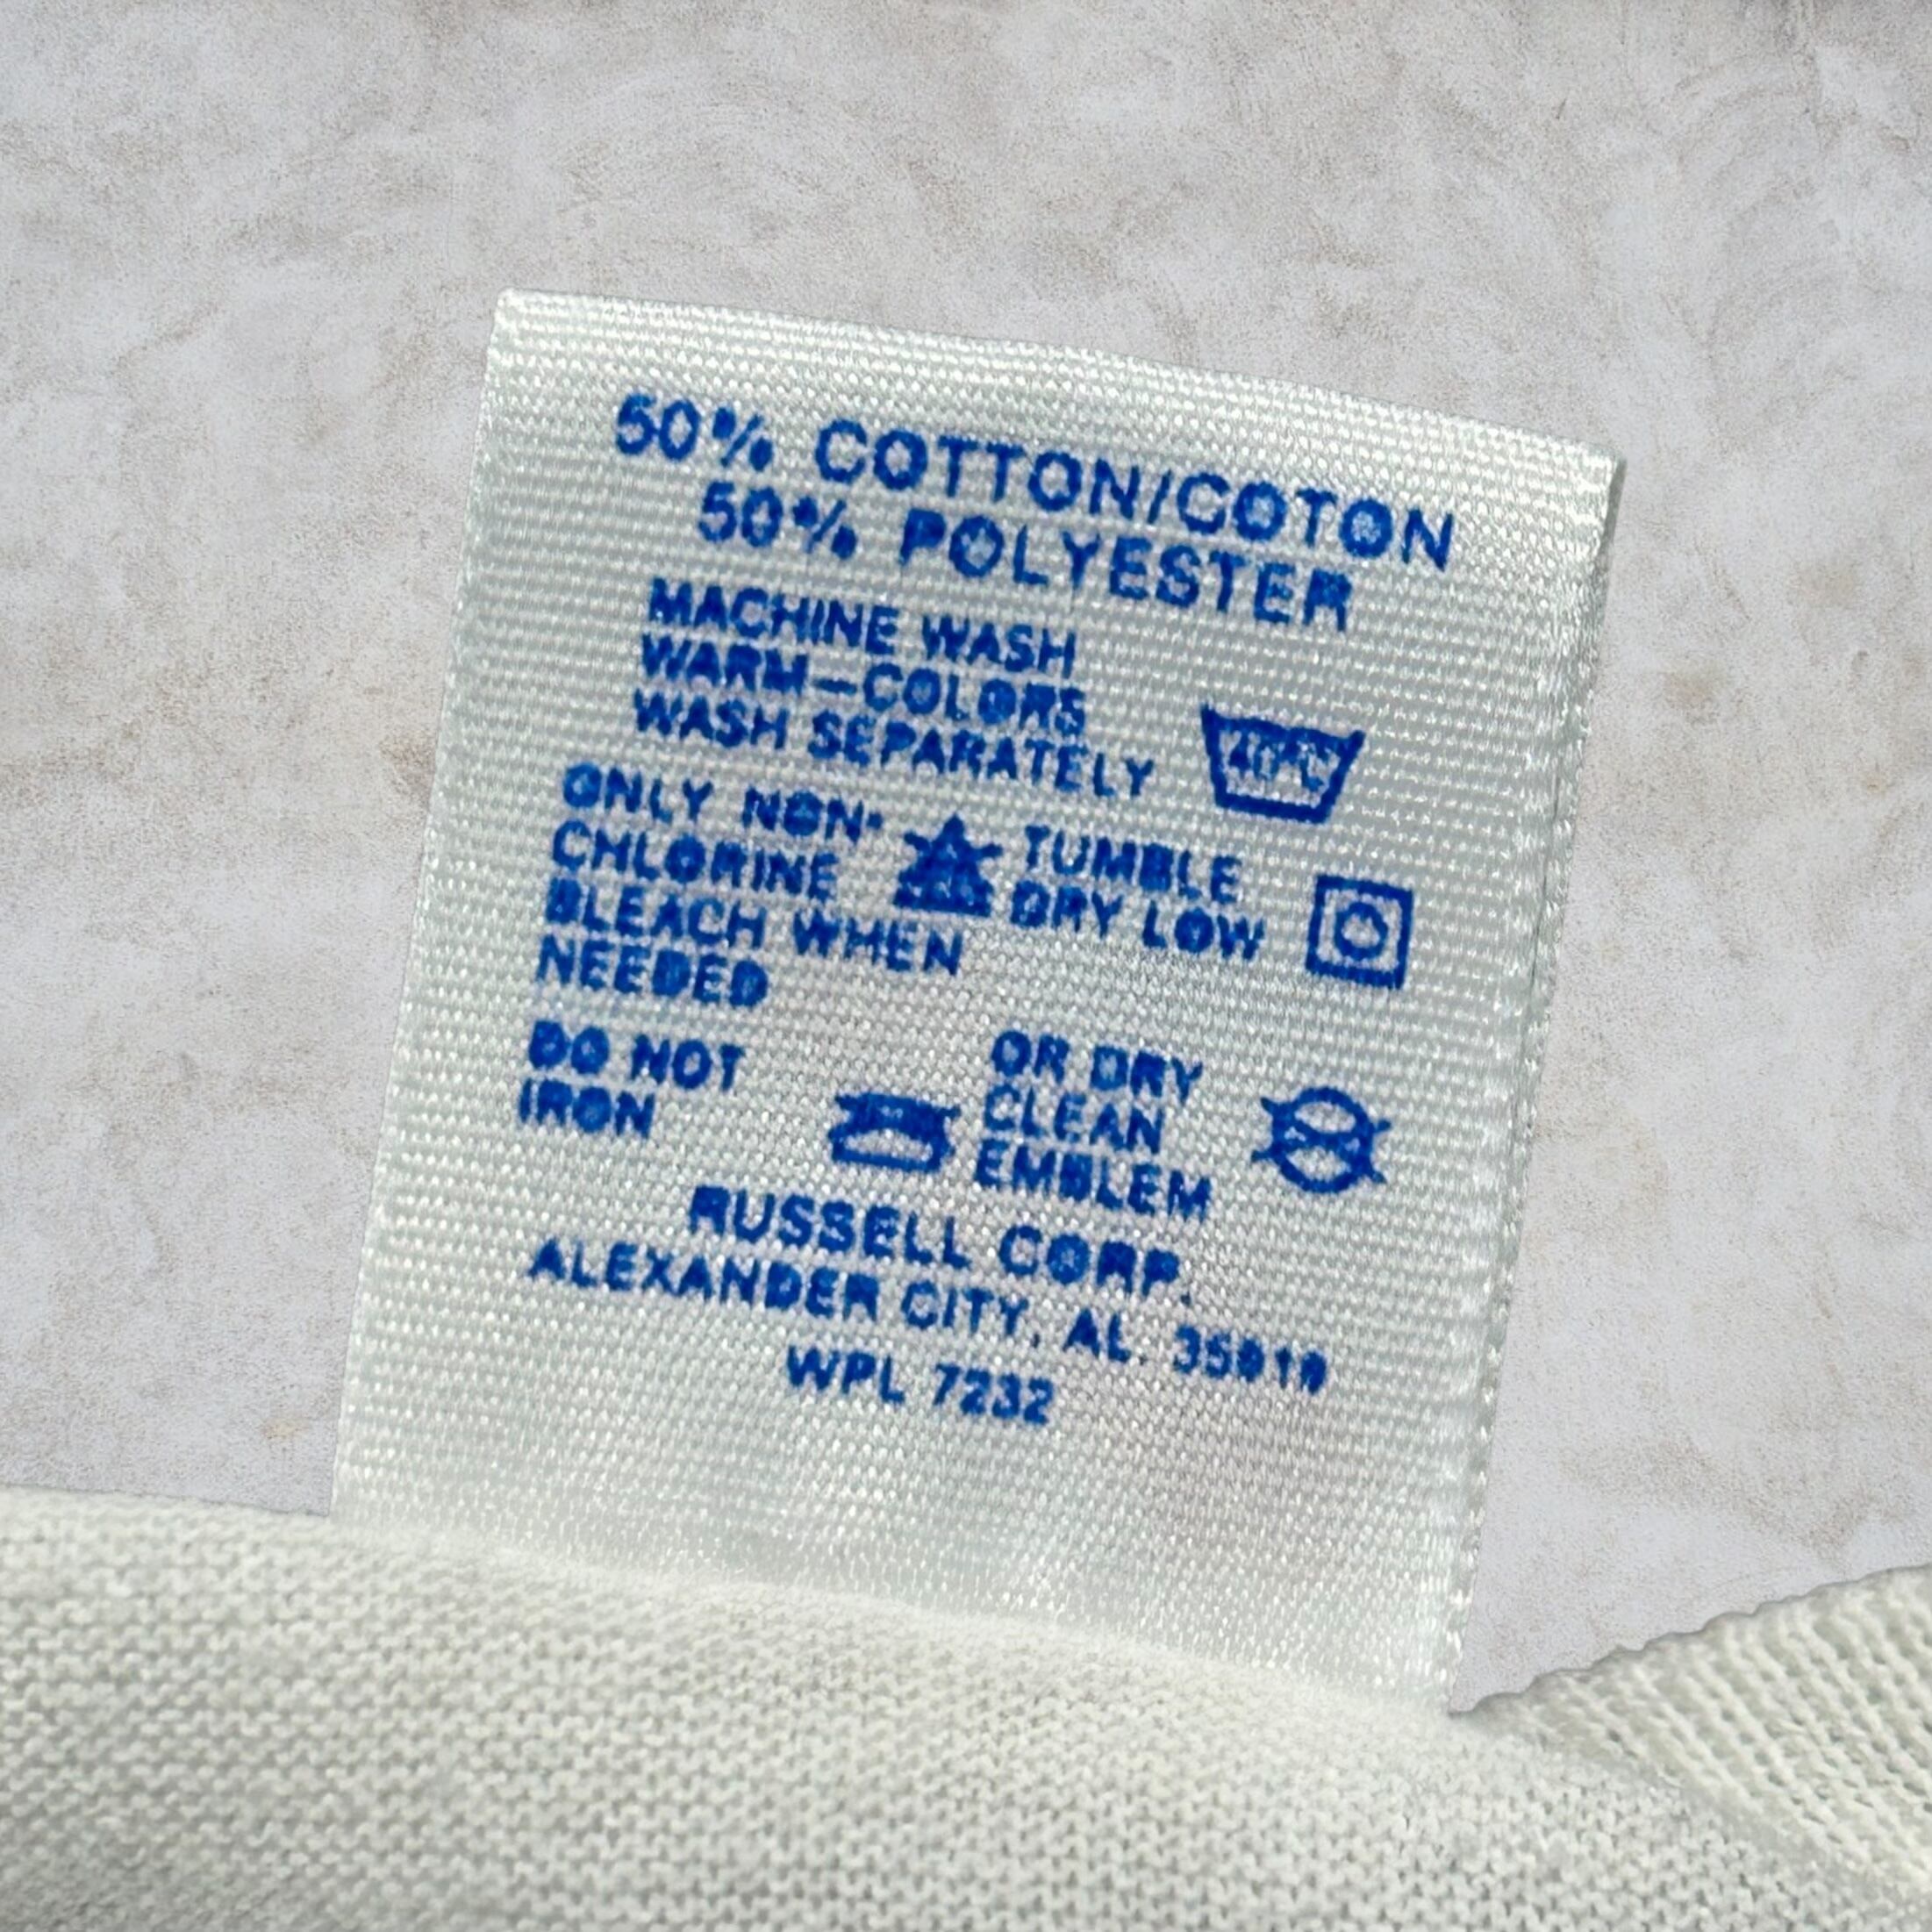 50% COTTON/COTON
50% POLYESTER
MACHINE WASH
WARM–COLORS
WASH SEPARATELY
40°C
ONLY NON-
CHLORINE
BLEACH WHEN
NEEDED
TUMBLE
DRY LOW
DO NOT
IRON
OR DRY
CLEAN
EMBLEM
RUSSELL CORP.
ALEXANDER CITY, AL. 35010
WPL 7232